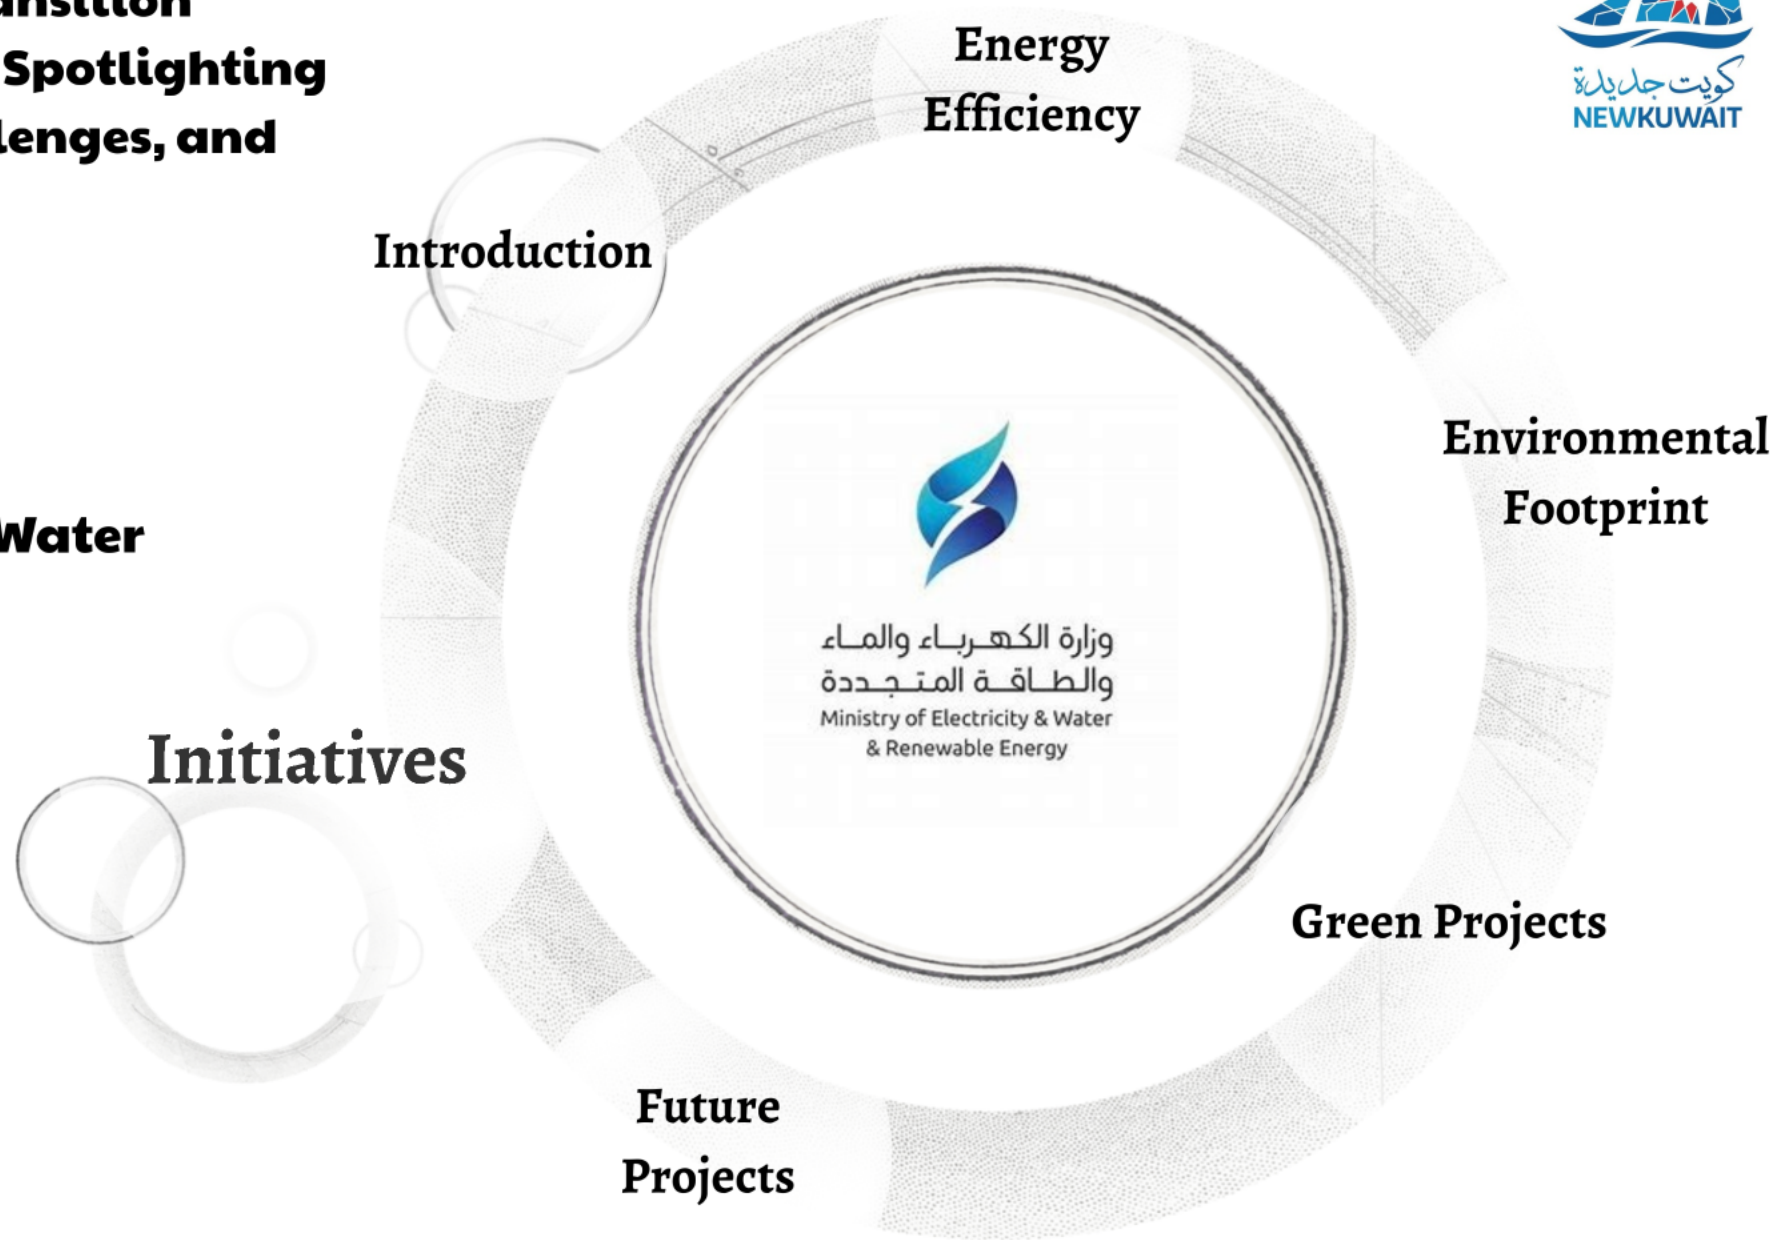 Spotlighting
and
Water
كويت جديدة
NEWKUWAIT
Energy
Efficiency
Introduction
Environmental
Footprint
وزارة الكهرباء والماء
والطاقة المتجددة
Ministry of Electricity & Water
& Renewable Energy
Initiatives
Green Projects
Future
Projects